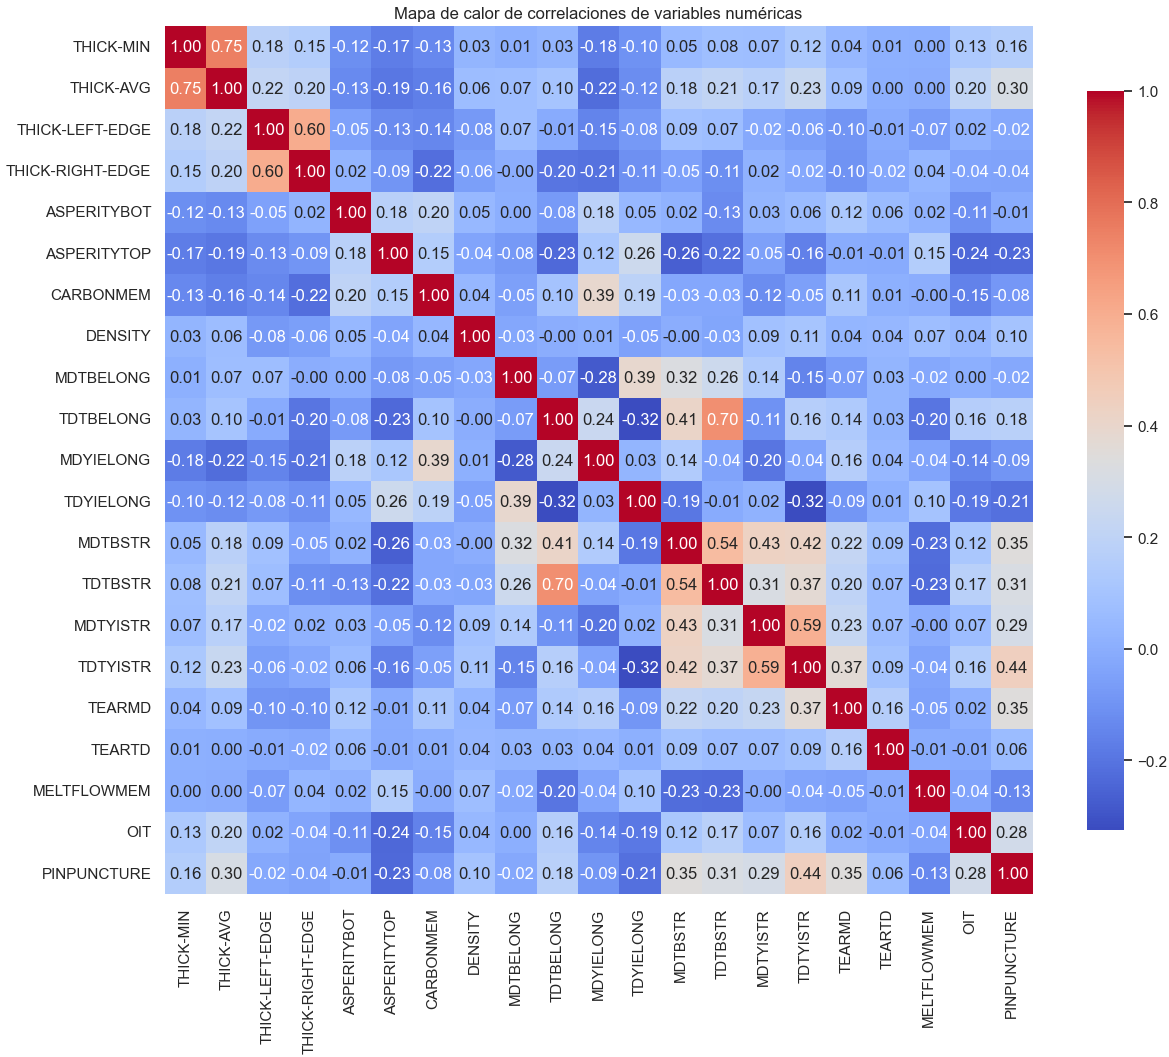 Mapa de calor de correlaciones de variables numéricas
THICK-MIN 1.00 0.75 0.18 0.15 -0.12 -0.17 -0.13 0.03 0.01 0.03 -0.18 -0.10 0.05 0.08 0.07 0.12 0.04 0.01 0.00 0.13 0.16
THICK-AVG 0.75 1.00 0.22 0.20 -0.13 -0.19 -0.16 0.06 0.07 0.10 -0.22 -0.12 0.18 0.21 0.17 0.23 0.09 0.00 0.00 0.20 0.30
THICK-LEFT-EDGE 0.18 0.22 1.00 0.60 -0.05 -0.13 -0.14 -0.08 0.07 -0.01 -0.15 -0.08 0.09 0.07 -0.02 -0.06 -0.10 -0.01 -0.07 0.02 -0.02
THICK-RIGHT-EDGE 0.15 0.20 0.60 1.00 0.02 -0.09 -0.22 -0.06 -0.00 -0.20 -0.21 -0.11 -0.05 -0.11 0.02 -0.02 -0.10 -0.02 0.04 -0.04 -0.04
ASPERITYBOT -0.12 -0.13 -0.05 0.02 1.00 0.18 0.20 0.05 0.00 -0.08 0.18 0.05 0.02 -0.13 0.03 0.06 0.12 0.06 0.02 -0.11 -0.01
ASPERITYTOP -0.17 -0.19 -0.13 -0.09 0.18 1.00 0.15 -0.04 -0.08 -0.23 0.12 0.26 -0.26 -0.22 -0.05 -0.16 -0.01 -0.01 0.15 -0.24 -0.23
CARBONMEM -0.13 -0.16 -0.14 -0.22 0.20 0.15 1.00 0.04 -0.05 0.10 0.39 0.19 -0.03 -0.03 -0.12 -0.05 0.11 0.01 -0.00 -0.15 -0.08
DENSITY 0.03 0.06 -0.08 -0.06 0.05 -0.04 0.04 1.00 -0.03 -0.00 0.01 -0.05 -0.00 -0.03 0.09 0.11 0.04 0.04 0.07 0.04 0.10
MDTBELONG 0.01 0.07 0.07 -0.00 0.00 -0.08 -0.05 -0.03 1.00 -0.07 -0.28 0.39 0.32 0.26 0.14 -0.15 -0.07 0.03 -0.02 0.00 -0.02
TDTBELONG 0.03 0.10 -0.01 -0.20 -0.08 -0.23 0.10 -0.00 -0.07 1.00 0.24 -0.32 0.41 0.70 -0.11 0.16 0.14 0.03 -0.20 0.16 0.18
MDYIELONG -0.18 -0.22 -0.15 -0.21 0.18 0.12 0.39 0.01 -0.28 0.24 1.00 0.03 0.14 -0.04 -0.20 -0.04 0.16 0.04 -0.04 -0.14 -0.09
TDYIELONG -0.10 -0.12 -0.08 -0.11 0.05 0.26 0.19 -0.05 0.39 -0.32 0.03 1.00 -0.19 -0.01 0.02 -0.32 -0.09 0.01 0.10 -0.19 -0.21
MDTBSTR 0.05 0.18 0.09 -0.05 0.02 -0.26 -0.03 -0.00 0.32 0.41 0.14 -0.19 1.00 0.54 0.43 0.42 0.22 0.09 -0.23 0.12 0.35
TDTBSTR 0.08 0.21 0.07 -0.11 -0.13 -0.22 -0.03 -0.03 0.26 0.70 -0.04 -0.01 0.54 1.00 0.31 0.37 0.20 0.07 -0.23 0.17 0.31
MDTYISTR 0.07 0.17 -0.02 0.02 0.03 -0.05 -0.12 0.09 0.14 -0.11 -0.20 0.02 0.43 0.31 1.00 0.59 0.23 0.07 -0.00 0.07 0.29
TDTYISTR 0.12 0.23 -0.06 -0.02 0.06 -0.16 -0.05 0.11 -0.15 0.16 -0.04 -0.32 0.42 0.37 0.59 1.00 0.37 0.09 -0.04 0.16 0.44
TEARMD 0.04 0.09 -0.10 -0.10 0.12 -0.01 0.11 0.04 -0.07 0.14 0.16 -0.09 0.22 0.20 0.23 0.37 1.00 0.16 -0.05 0.02 0.35
TEARTD 0.01 0.00 -0.01 -0.02 0.06 -0.01 0.01 0.04 0.03 0.03 0.04 0.01 0.09 0.07 0.07 0.09 0.16 1.00 -0.01 -0.01 0.06
MELTFLOWMEM 0.00 0.00 -0.07 0.04 0.02 0.15 -0.00 0.07 -0.02 -0.20 -0.04 0.10 -0.23 -0.23 -0.00 -0.04 -0.05 -0.01 1.00 -0.04 -0.13
OIT 0.13 0.20 0.02 -0.04 -0.11 -0.24 -0.15 0.04 0.00 0.16 -0.14 -0.19 0.12 0.17 0.07 0.16 0.02 -0.01 -0.04 1.00 0.28
PINPUNCTURE 0.16 0.30 -0.02 -0.04 -0.01 -0.23 -0.08 0.10 -0.02 0.18 -0.09 -0.21 0.35 0.31 0.29 0.44 0.35 0.06 -0.13 0.28 1.00
THICK-MIN
THICK-AVG
THICK-LEFT-EDGE
THICK-RIGHT-EDGE
ASPERITYBOT
ASPERITYTOP
CARBONMEM
DENSITY
MDTBELONG
TDTBELONG
MDYIELONG
TDYIELONG
MDTBSTR
TDTBSTR
MDTYISTR
TDTYISTR
TEARMD
TEARTD
MELTFLOWMEM
OIT
PINPUNCTURE
1.0
0.8
0.6
0.4
0.2
0.0
−0.2